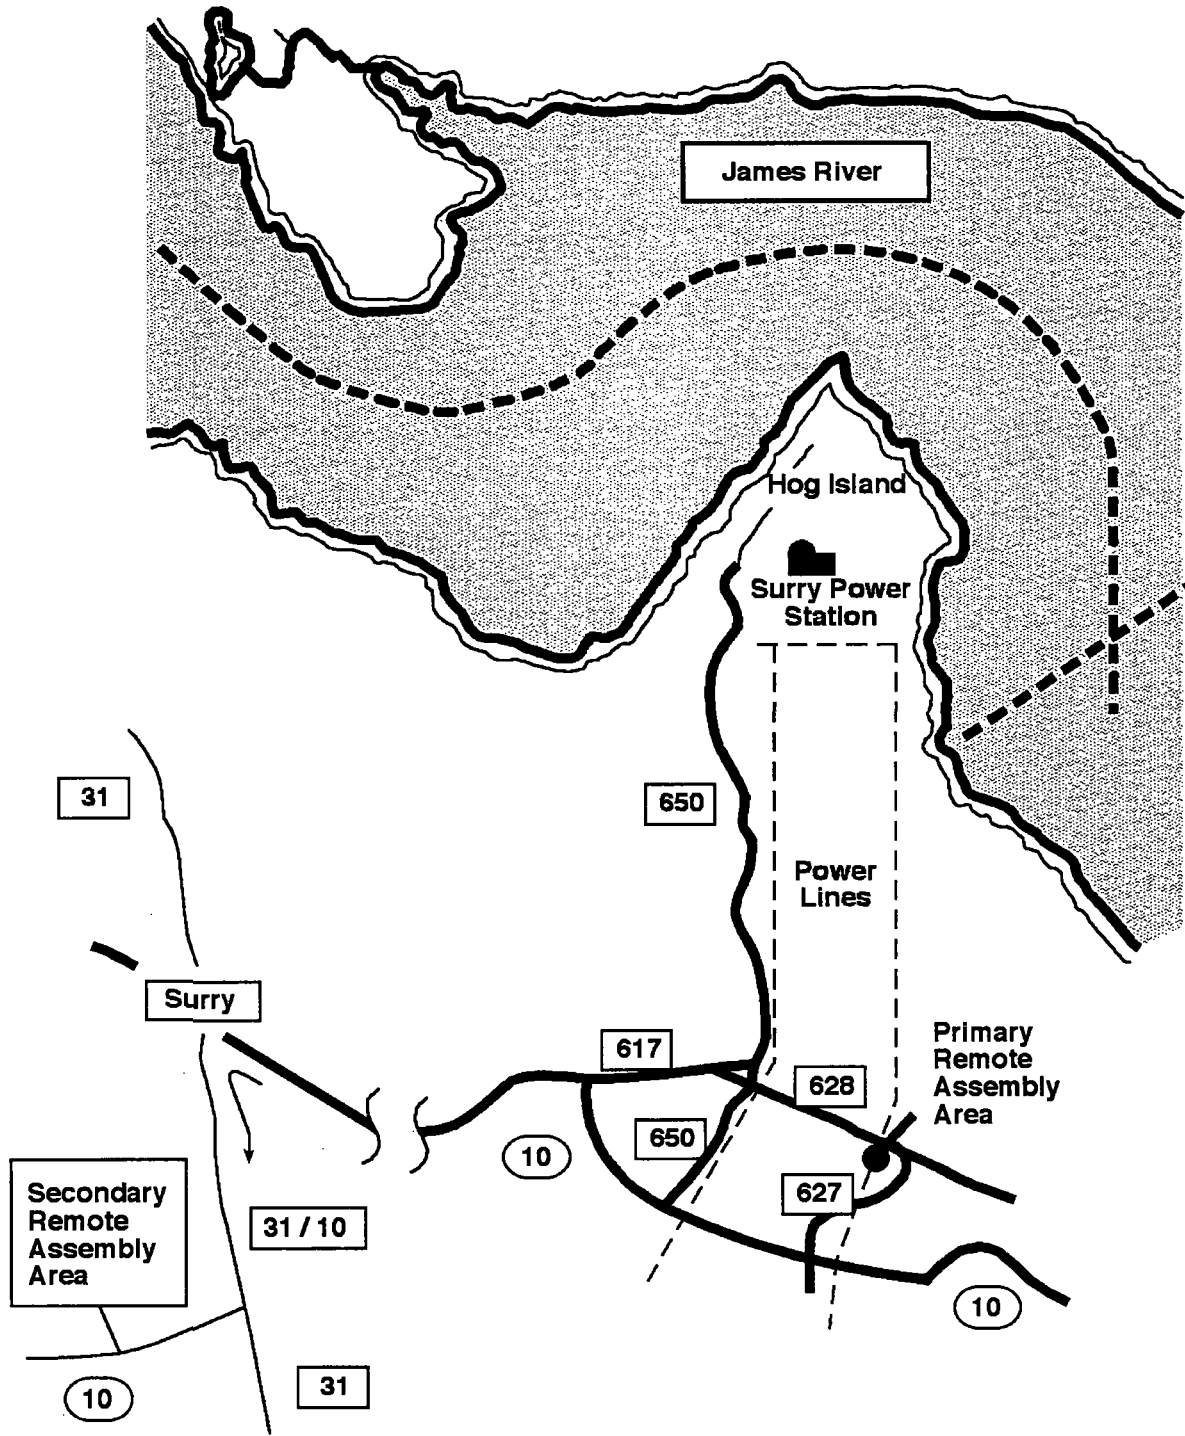 James River
Hog Island
Surry Power
Station
31
650
Power
Lines
Surry
Primary
Remote
Assembly
Area
617
628
650
10
627
Secondary
Remote
Assembly
Area
31 / 10
10
31
10